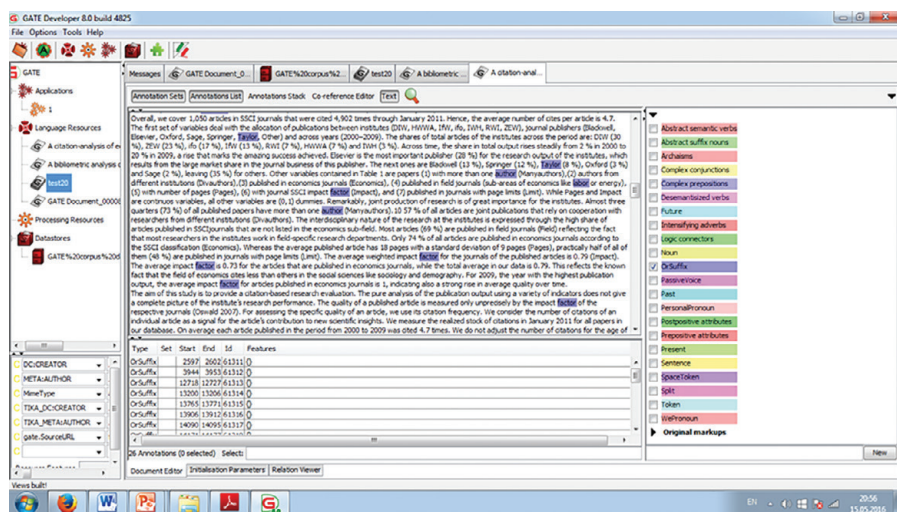 GATE Developer 8.0 build 4825
File Options Tools Help
GATE
Applications
1
Language Resources
A citation-analysis of e
A bibliometric analysis o
test20
GATE Document_00008
Processing Resources
Datastores
GATE%20corpus%20d
DC:CREATOR
META:AUTHOR
MimeType
TIKA_DC:CREATOR
TIKA_META:AUTHOR
gate.SourceURL
Views built!
Messages GATE Document_0... GATE%20corpus%2... test20 A bibliometric ... A citation-anal...
Annotation Sets Annotations List Annotations Stack Co-reference Editor Text
Overall, we cover 1,050 articles in SSCI journals that were cited 4,902 times through January 2011. Hence, the average number of cites per article is 4.7.
The first set of variables deal with the allocation of publications between institutes (DIW, HWWA, IfW, ifo, IWH, RWI, ZEW), journal publishers (Blackwell,
Elsevier, Oxford, Sage, Springer, Taylor, Other) and across years (2000–2009). The shares of total articles of the institutes across the period are: DIW (30
%), ZEW (23 %), ifo (17 %), IfW (13 %), RWI (7 %), HWWA (7 %) and IWH (3 %). Across time, the share in total output rises steadily from 2 % in 2000 to
20 % in 2009, a rise that marks the amazing success achieved. Elsevier is the most important publisher (28 %) for the research output of the institutes, which
results from the large market share in the journal business of this publisher. The next ones are Blackwell (13 %), Springer (12 %), Taylor (8 %), Oxford (3 %)
and Sage (2 %), leaving (35 %) for others. Other variables contained in Table 1 are papers (1) with more than one author (Manyauthors),(2) authors from
different institutions (Divauthors),(3) published in economics journals (Economics), (4) published in field journals (sub-areas of economics like labor or energy),
(5) with number of pages (Pages), (6) with journal SSCI impact factor (Impact), and (7) published in journals with page limits (Limit). While Pages and Impact
are continuos variables, all other variables are (0,1) dummies. Remarkably, joint production of research is of great importance for the institutes. Almost three
quarters (73 %) of all published papers have more than one author (Manyauthors). 10 57 % of all articles are joint publications that rely on cooperation with
researchers from different institutions (Divauthors). The interdisciplinary nature of the research at the institutes is expressed through the high share of
articles published in SSCIjournals that are not listed in the economics sub-field. Most articles (69 %) are published in field journals (Field) reflecting the fact
that most researchers in the institutes work in field-specific research departments. Only 74 % of all articles are published in economics journals according to
the SSCI classification (Economics). Whereas the average published article has 18 pages with a standard deviation of 9 pages (Pages), practically half of all of
them (48 %) are published in journals with page limits (Limit). The average weighted impact factor for the journals of the published articles is 0.79 (Impact).
The average impact factor is 0.73 for the articles that are published in economics journals, while the total average in our data is 0.79. This reflects the known
fact that the field of economics cites less than others in the social sciences like sociology and demography. For 2009, the year with the highest publication
output, the average impact factor for articles published in economics journals is 1, indicating also a strong rise in average quality over time.
The aim of this study is to provide a citation-based research evaluation. The pure analysis of the publication output using a variety of indicators does not give
a complete picture of the institute's research performance. The quality of a published article is measured only unprecisely by the impact factor of the
respective journals (Oswald 2007). For assessing the specific quality of an article, we use its citation frequency. We consider the number of citations of an
individual article as a signal for the article's contribution to new scientific insights. We measure the realized stock of citations in January 2011 for all papers in
our database. On average each article published in the period from 2000 to 2009 was cited 4.7 times. We do not adjust the number of citations for the age of
Type Set Start End Id Features
OrSuffix 2597 2602 61311 {}
OrSuffix 3944 3953 61312 {}
OrSuffix 12718 12727 61313 {}
OrSuffix 13200 13206 61314 {}
OrSuffix 13765 13771 61315 {}
OrSuffix 13906 13912 61316 {}
OrSuffix 14090 14095 61317 {}
26 Annotations (0 selected) Select:
Document Editor Initialisation Parameters Relation Viewer
Abstract semantic verbs
Abstract suffix nouns
Archaisms
Complex conjunctions
Complex prepositions
Desemantisized verbs
Future
Intensifying adverbs
Logic connectors
Noun
OrSuffix
PassiveVoice
Past
PersonalPronoun
Postpositive attributes
Prepositive attributes
Present
Sentence
SpaceToken
Split
Token
WePronoun
Original markups
New
EN
20:56
15.05.2016